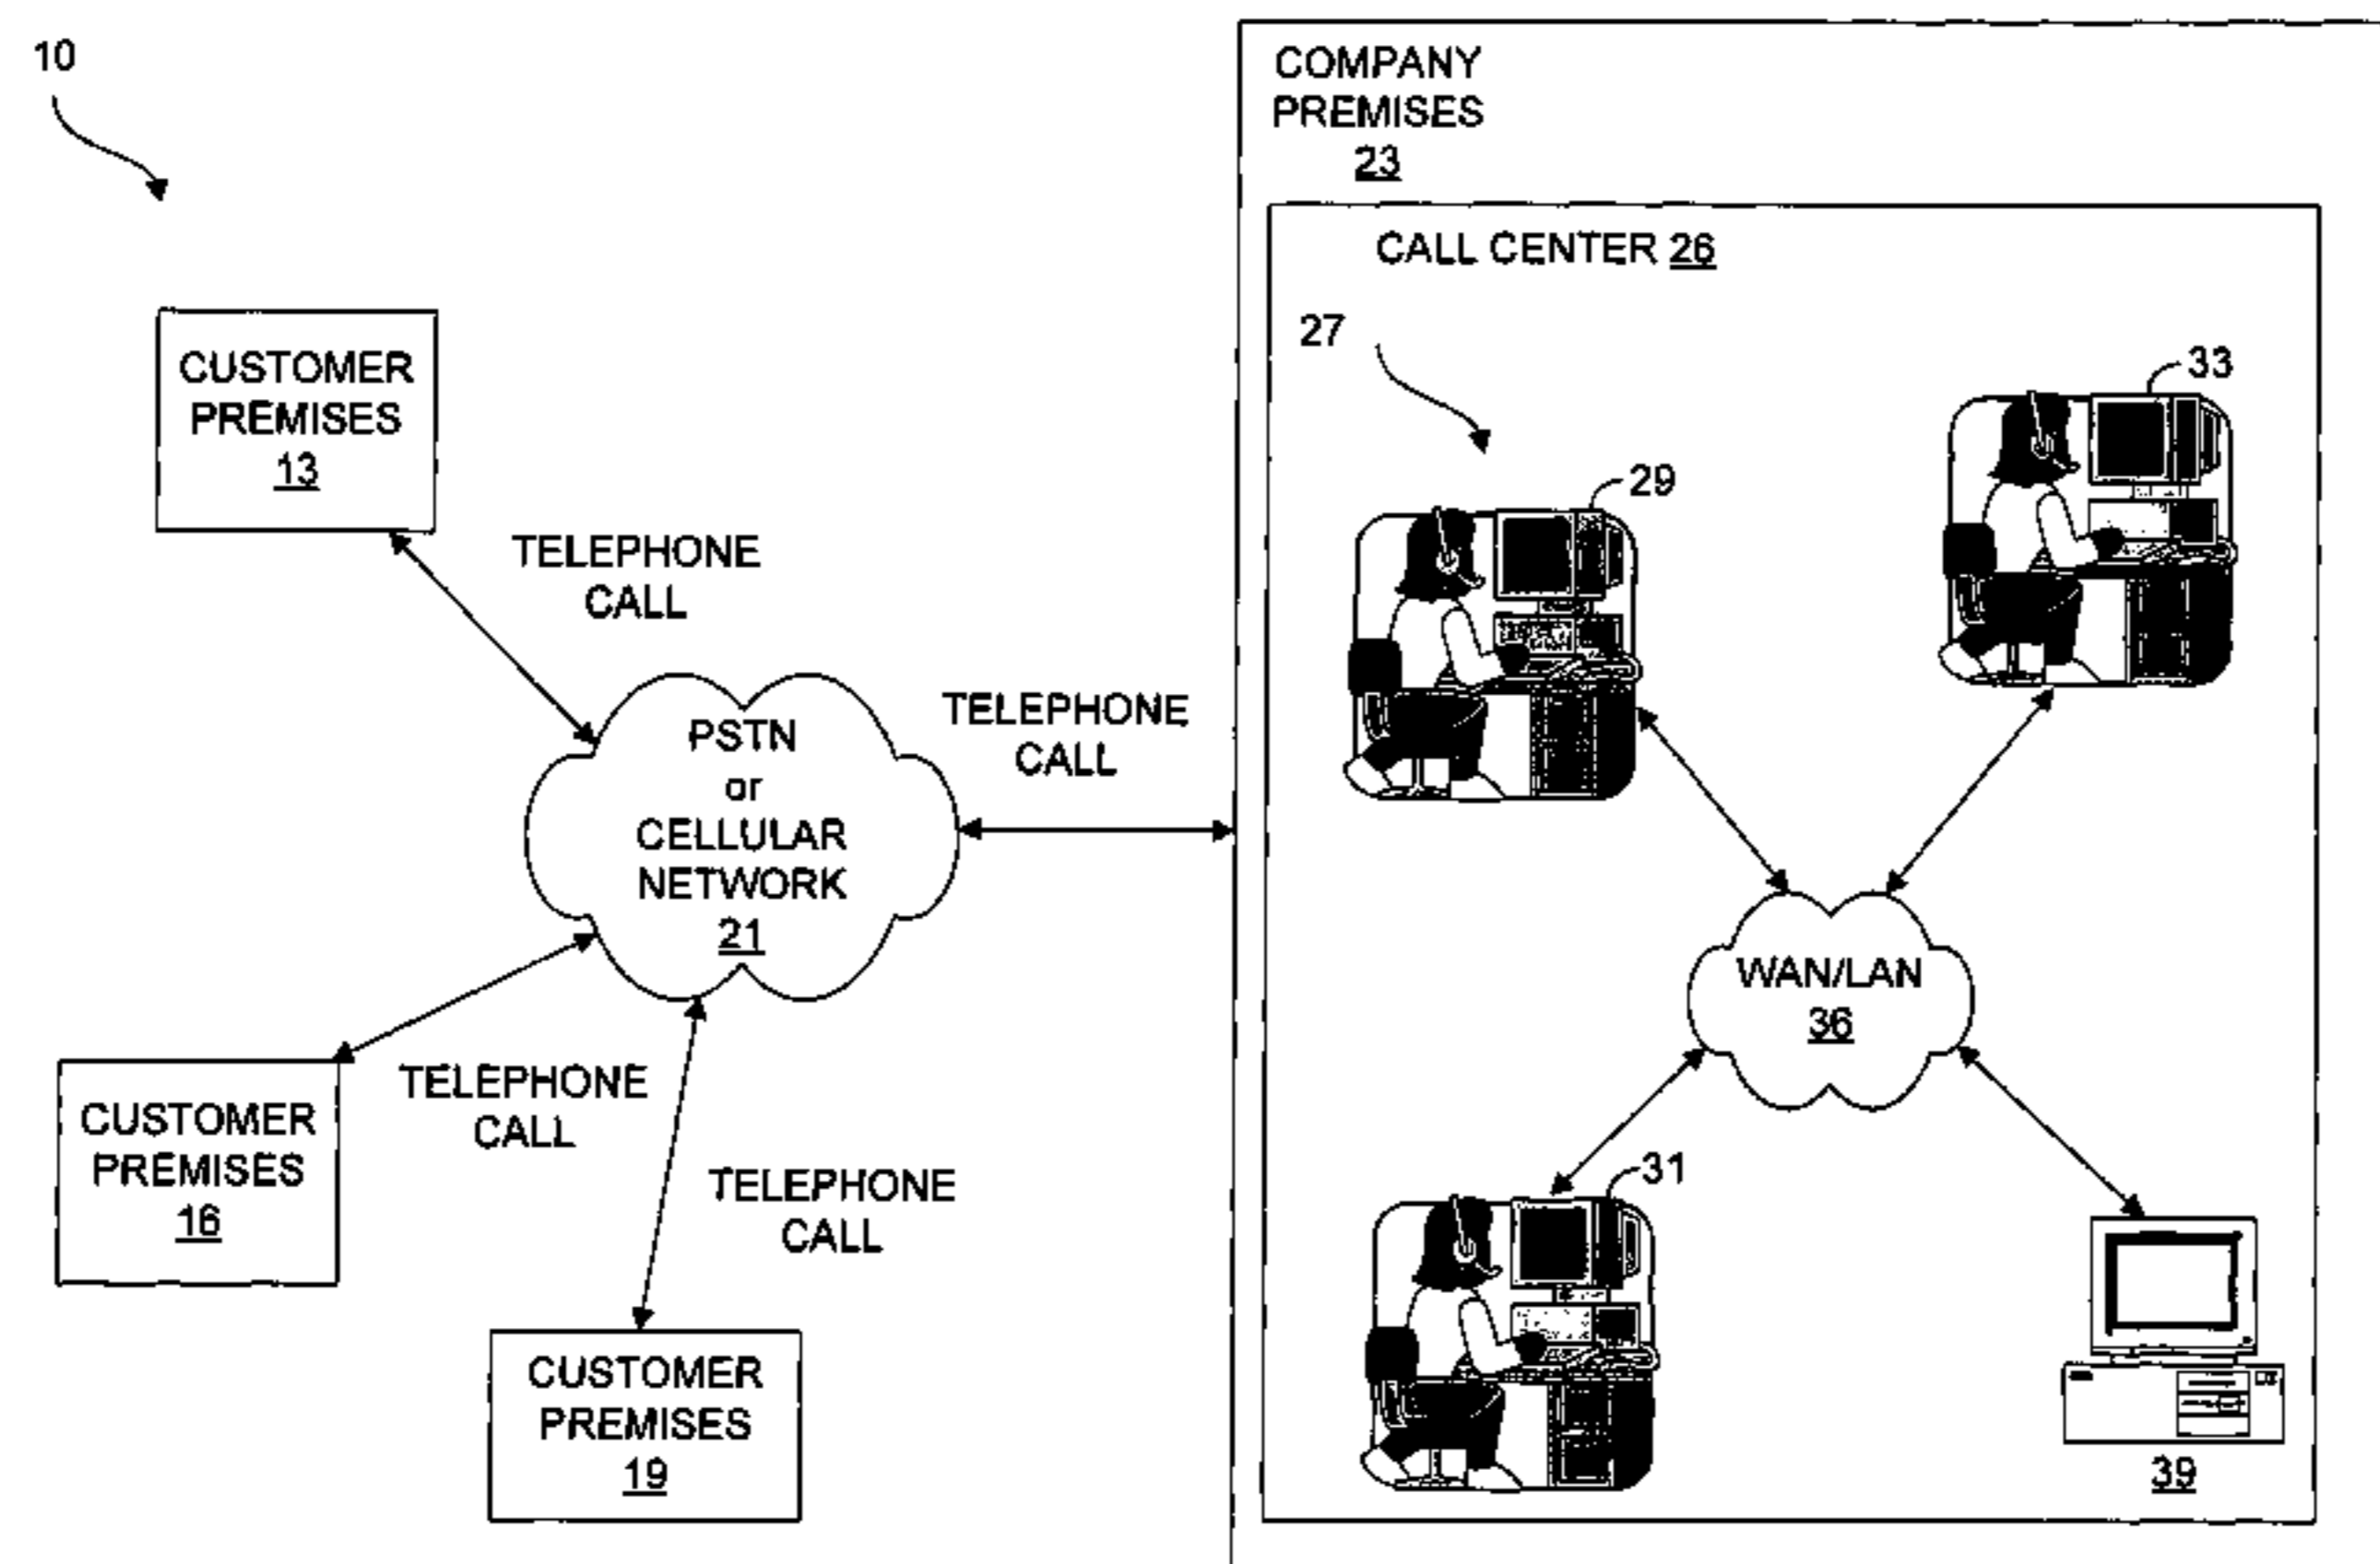 10
COMPANY
PREMISES
23
CALL CENTER 26
27
33
29
CUSTOMER
PREMISES
13
TELEPHONE
CALL
PSTN
or
CELLULAR
NETWORK
21
TELEPHONE
CALL
WAN/LAN
36
CUSTOMER
PREMISES
16
TELEPHONE
CALL
TELEPHONE
CALL
CUSTOMER
PREMISES
19
31
39